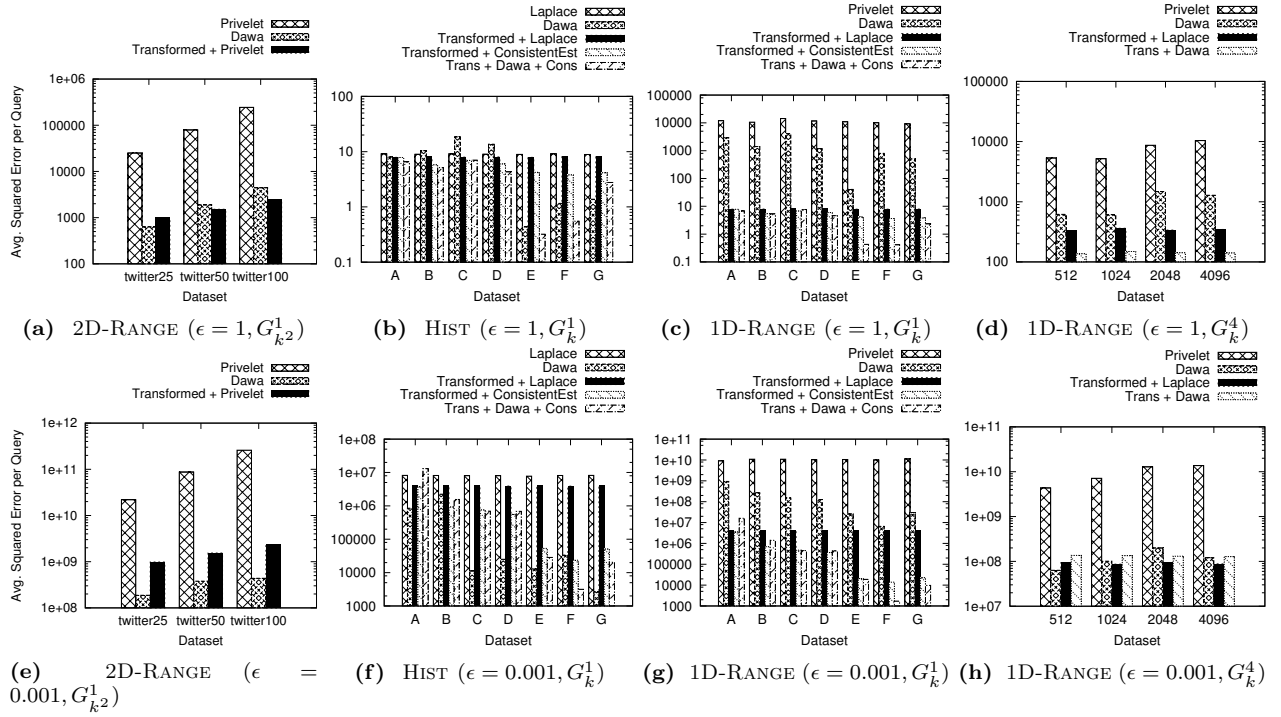 Privelet
Dawa
Transformed + Privelet
Avg. Squared Error per Query
1e+06
100000
10000
1000
100
twitter25 twitter50 twitter100
Dataset
(a) 2D-RANGE (ϵ = 1, G^1_{k^2})
Laplace
Dawa
Transformed + Laplace
Transformed + ConsistentEst
Trans + Dawa + Cons
100
10
1
0.1
A B C D E F G
Dataset
(b) HIST (ϵ = 1, G^1_k)
Privelet
Dawa
Transformed + Laplace
Transformed + ConsistentEst
Trans + Dawa + Cons
100000
10000
1000
100
10
1
0.1
A B C D E F G
Dataset
(c) 1D-RANGE (ϵ = 1, G^1_k)
Privelet
Dawa
Transformed + Laplace
Trans + Dawa
100000
10000
1000
100
512 1024 2048 4096
Dataset
(d) 1D-RANGE (ϵ = 1, G^4_k)
Privelet
Dawa
Transformed + Privelet
Avg. Squared Error per Query
1e+12
1e+11
1e+10
1e+09
1e+08
twitter25 twitter50 twitter100
Dataset
(e) 2D-RANGE (ϵ =
0.001, G^1_{k^2})
Laplace
Dawa
Transformed + Laplace
Transformed + ConsistentEst
Trans + Dawa + Cons
1e+08
1e+07
1e+06
100000
10000
1000
A B C D E F G
Dataset
(f) HIST (ϵ = 0.001, G^1_k)
Privelet
Dawa
Transformed + Laplace
Transformed + ConsistentEst
Trans + Dawa + Cons
1e+11
1e+10
1e+09
1e+08
1e+07
1e+06
100000
10000
1000
A B C D E F G
Dataset
(g) 1D-RANGE (ϵ = 0.001, G^1_k)
Privelet
Dawa
Transformed + Laplace
Trans + Dawa
1e+11
1e+10
1e+09
1e+08
1e+07
512 1024 2048 4096
Dataset
(h) 1D-RANGE (ϵ = 0.001, G^4_k)